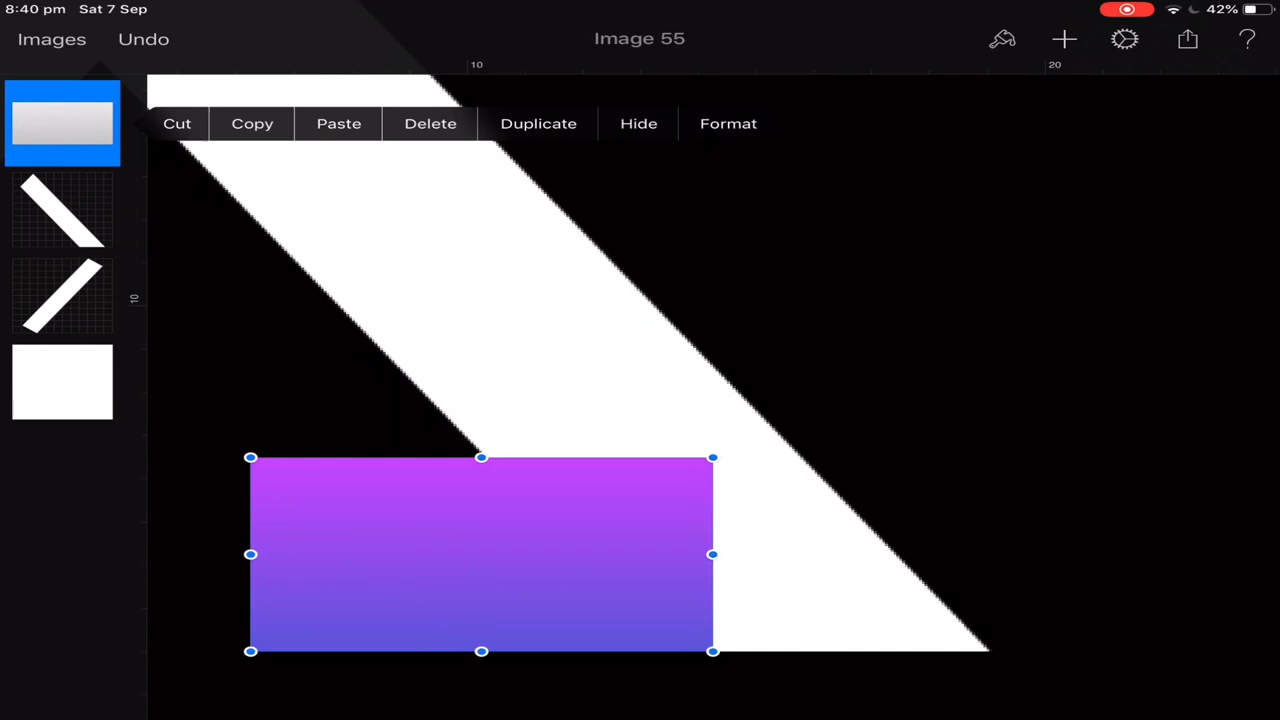 8:40 pm Sat 7 Sep 42%
Images Undo Image 55 ?
10 20
Cut Copy Paste Delete Duplicate Hide Format
10